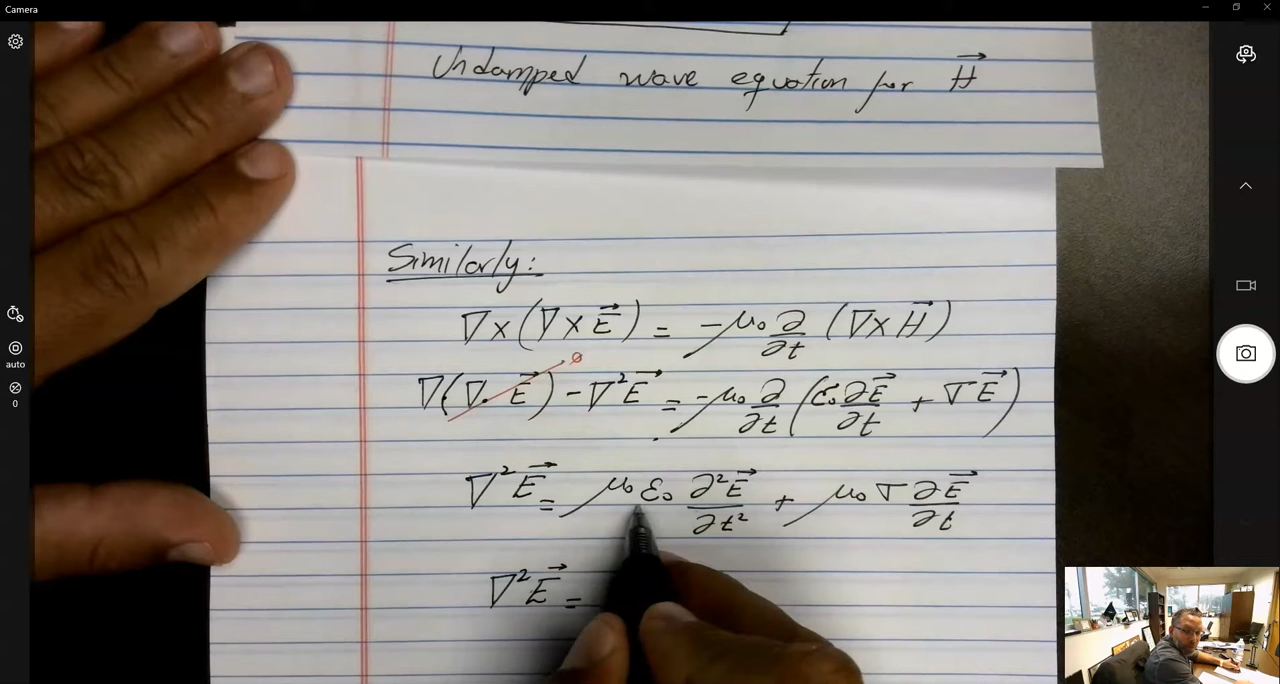 Camera
Undamped wave equation for H⃗
Similarly:
∇×(∇×E⃗) = -μ₀ ∂/∂t (∇×H⃗)
∇(∇·E⃗)→0 - ∇²E⃗ = -μ₀ ∂/∂t (ε₀ ∂E⃗/∂t + σE⃗)
∇²E⃗ = μ₀ε₀ ∂²E⃗/∂t² + μ₀σ ∂E⃗/∂t
∇²E⃗ =
auto
0